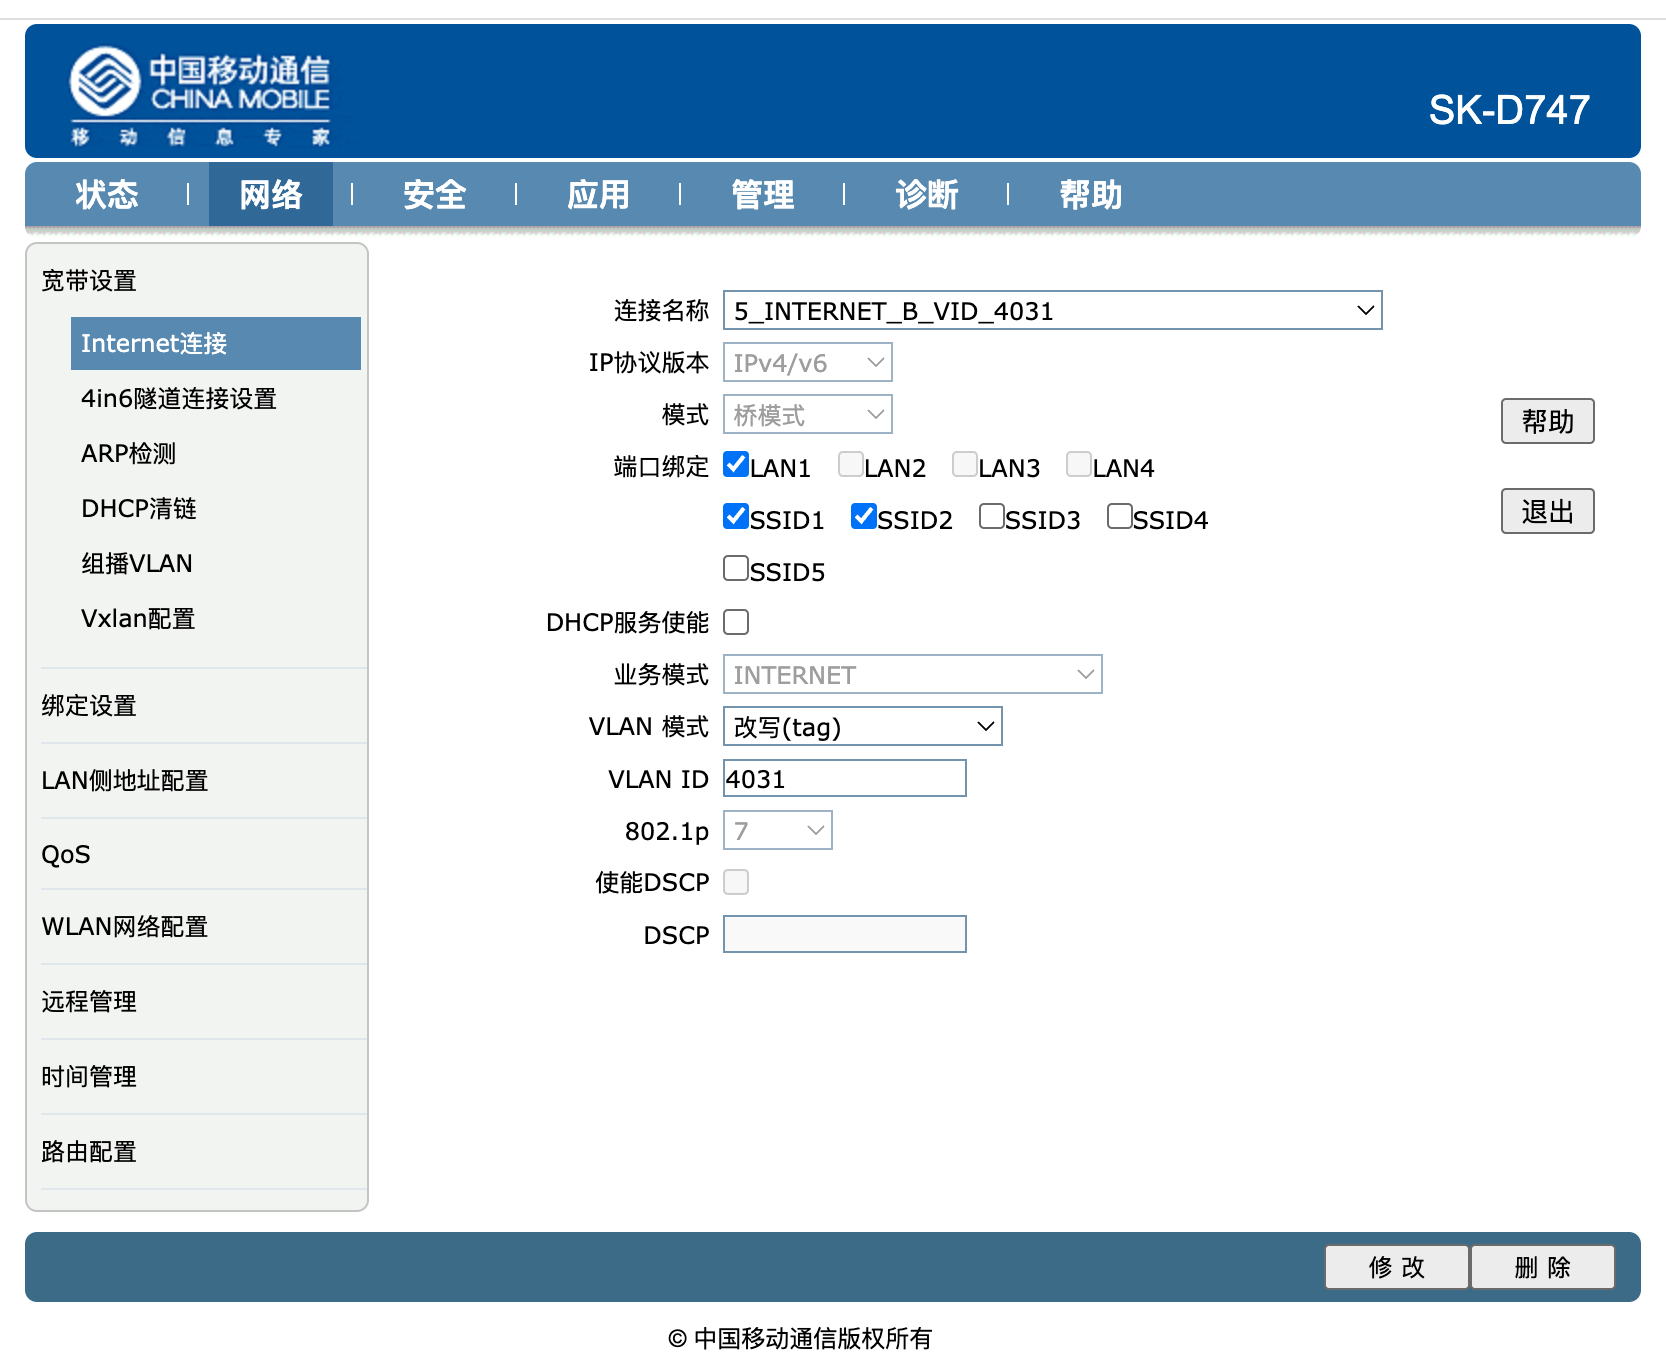 中国移动通信
CHINA MOBILE
移动信息专家
SK-D747
状态 网络 安全 应用 管理 诊断 帮助
宽带设置
Internet连接
4in6隧道连接设置
ARP检测
DHCP清链
组播VLAN
Vxlan配置
绑定设置
LAN侧地址配置
QoS
WLAN网络配置
远程管理
时间管理
路由配置
连接名称 5_INTERNET_B_VID_4031
IP协议版本 IPv4/v6
模式 桥模式
端口绑定 LAN1 LAN2 LAN3 LAN4
SSID1 SSID2 SSID3 SSID4
SSID5
DHCP服务使能
业务模式 INTERNET
VLAN 模式 改写(tag)
VLAN ID 4031
802.1p 7
使能DSCP
DSCP
帮助
退出
修 改 删 除
© 中国移动通信版权所有